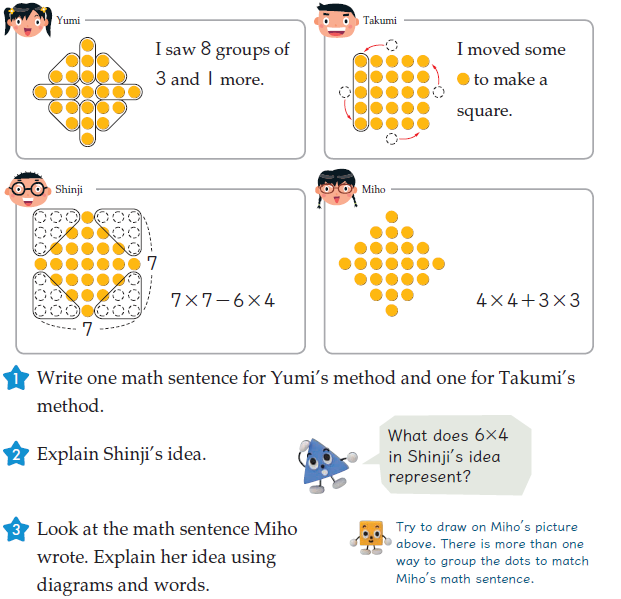 Yumi
I saw 8 groups of
3 and 1 more.
Takumi
I moved some
to make a
square.
Shinji
7
7
7×7−6×4
Miho
4×4+3×3
1 Write one math sentence for Yumi's method and one for Takumi's
method.
2 Explain Shinji's idea.
What does 6×4
in Shinji's idea
represent?
3 Look at the math sentence Miho
wrote. Explain her idea using
diagrams and words.
Try to draw on Miho's picture
above. There is more than one
way to group the dots to match
Miho's math sentence.